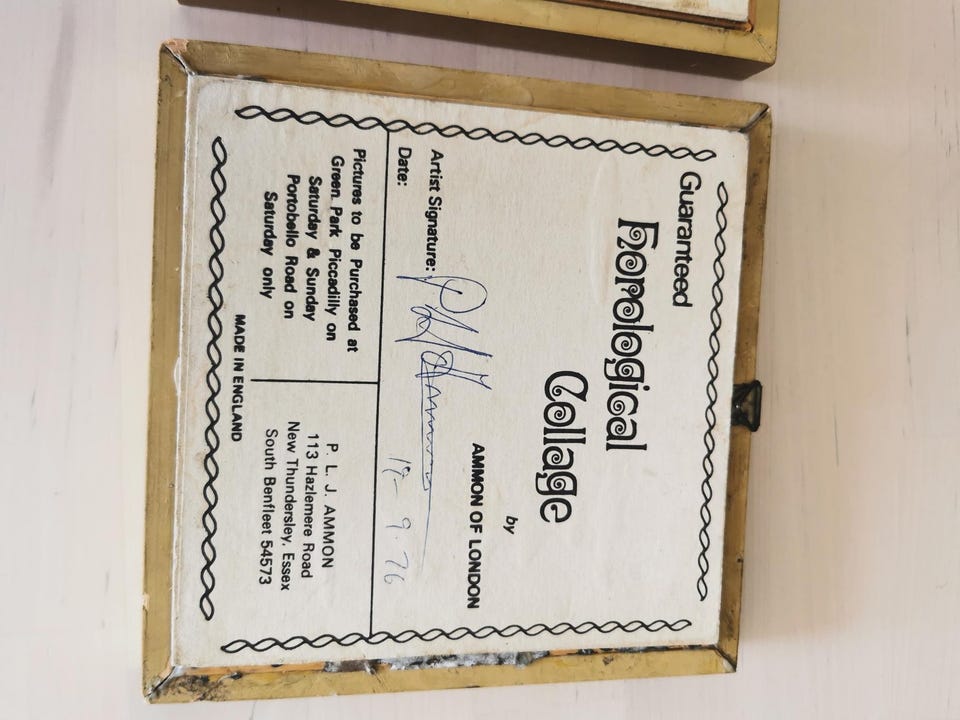 Guaranteed
Horological
Collage
by
AMMON OF LONDON
Artist Signature: P L J Ammon
Date: 19 - 9. 76
Pictures to be Purchased at
Green Park Piccadilly on
Saturday & Sunday
Portobello Road on
Saturday only
P. L. J. AMMON
113 Hazlemere Road
New Thundersley, Essex
South Benfleet 54573
MADE IN ENGLAND